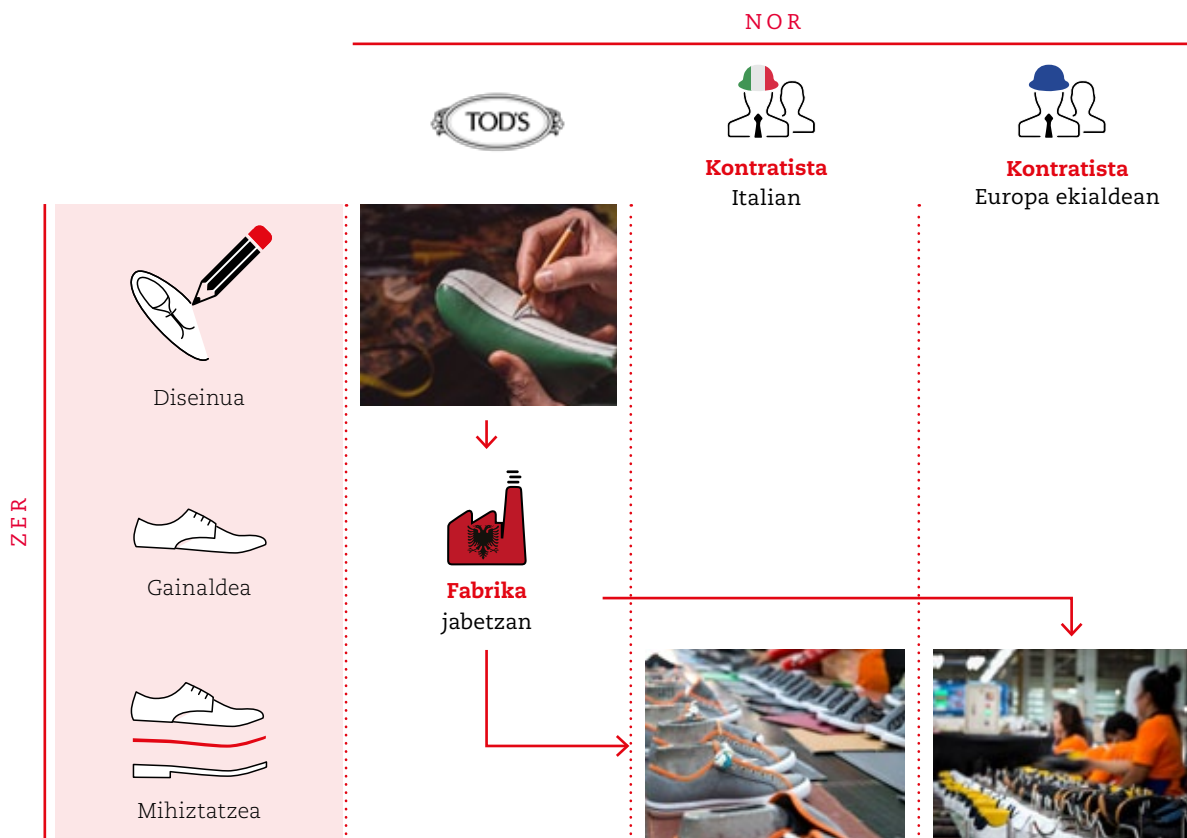 NOR
TOD'S
Kontratista
Italian
Kontratista
Europa ekialdean
ZER
Diseinua
Gainaldea
Fabrika
jabetzan
Mihiztatzea